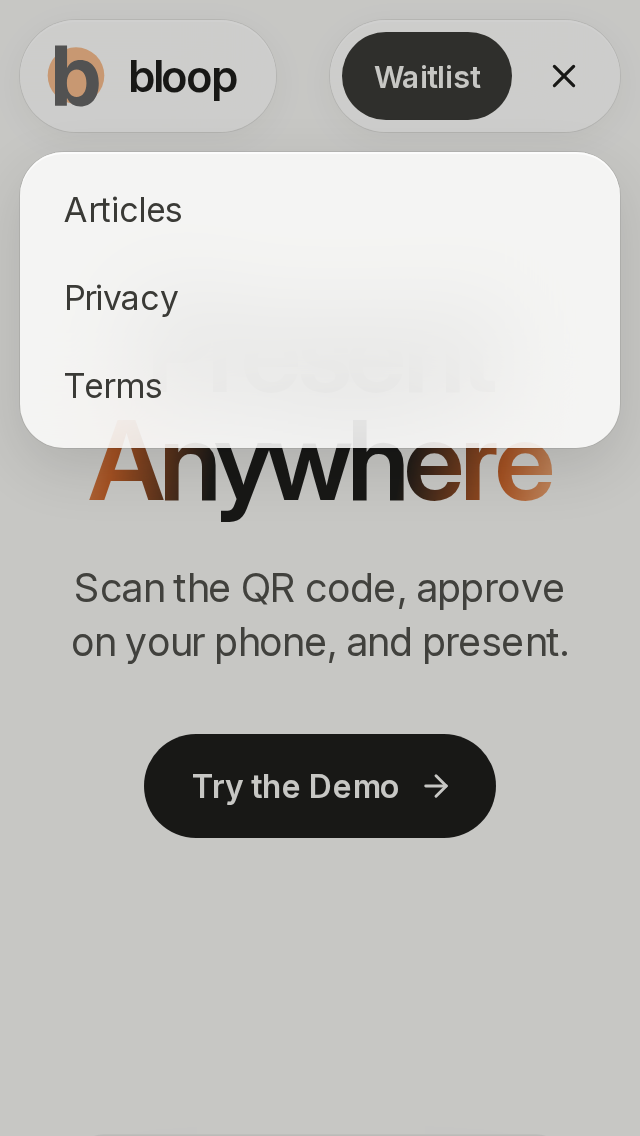 b bloop
Waitlist
Articles
Privacy
Terms
Present
Anywhere
Scan the QR code, approve
on your phone, and present.
Try the Demo